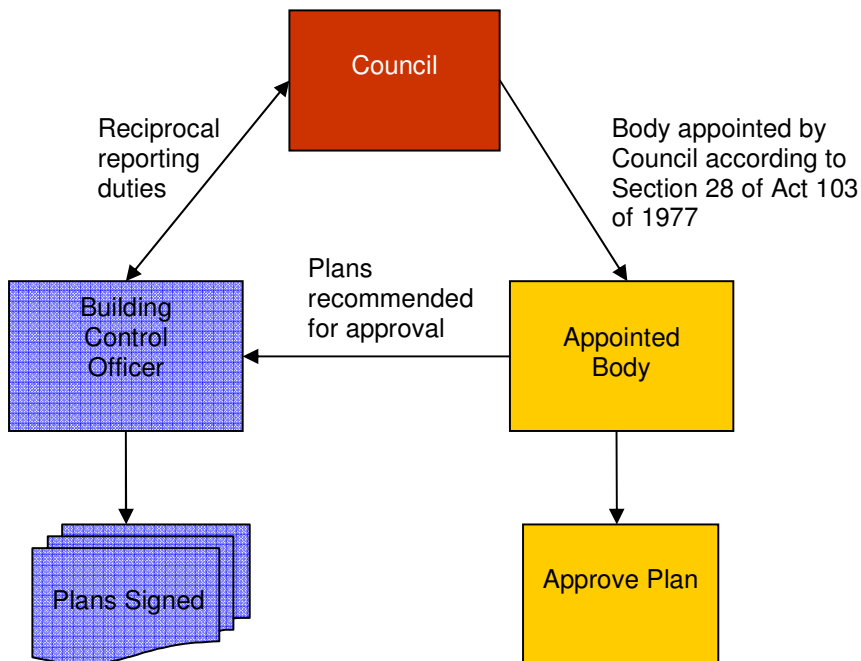 Council
Reciprocal
reporting
duties
Body appointed by
Council according to
Section 28 of Act 103
of 1977
Plans
recommended
for approval
Building
Control
Officer
Appointed
Body
Plans Signed
Approve Plan